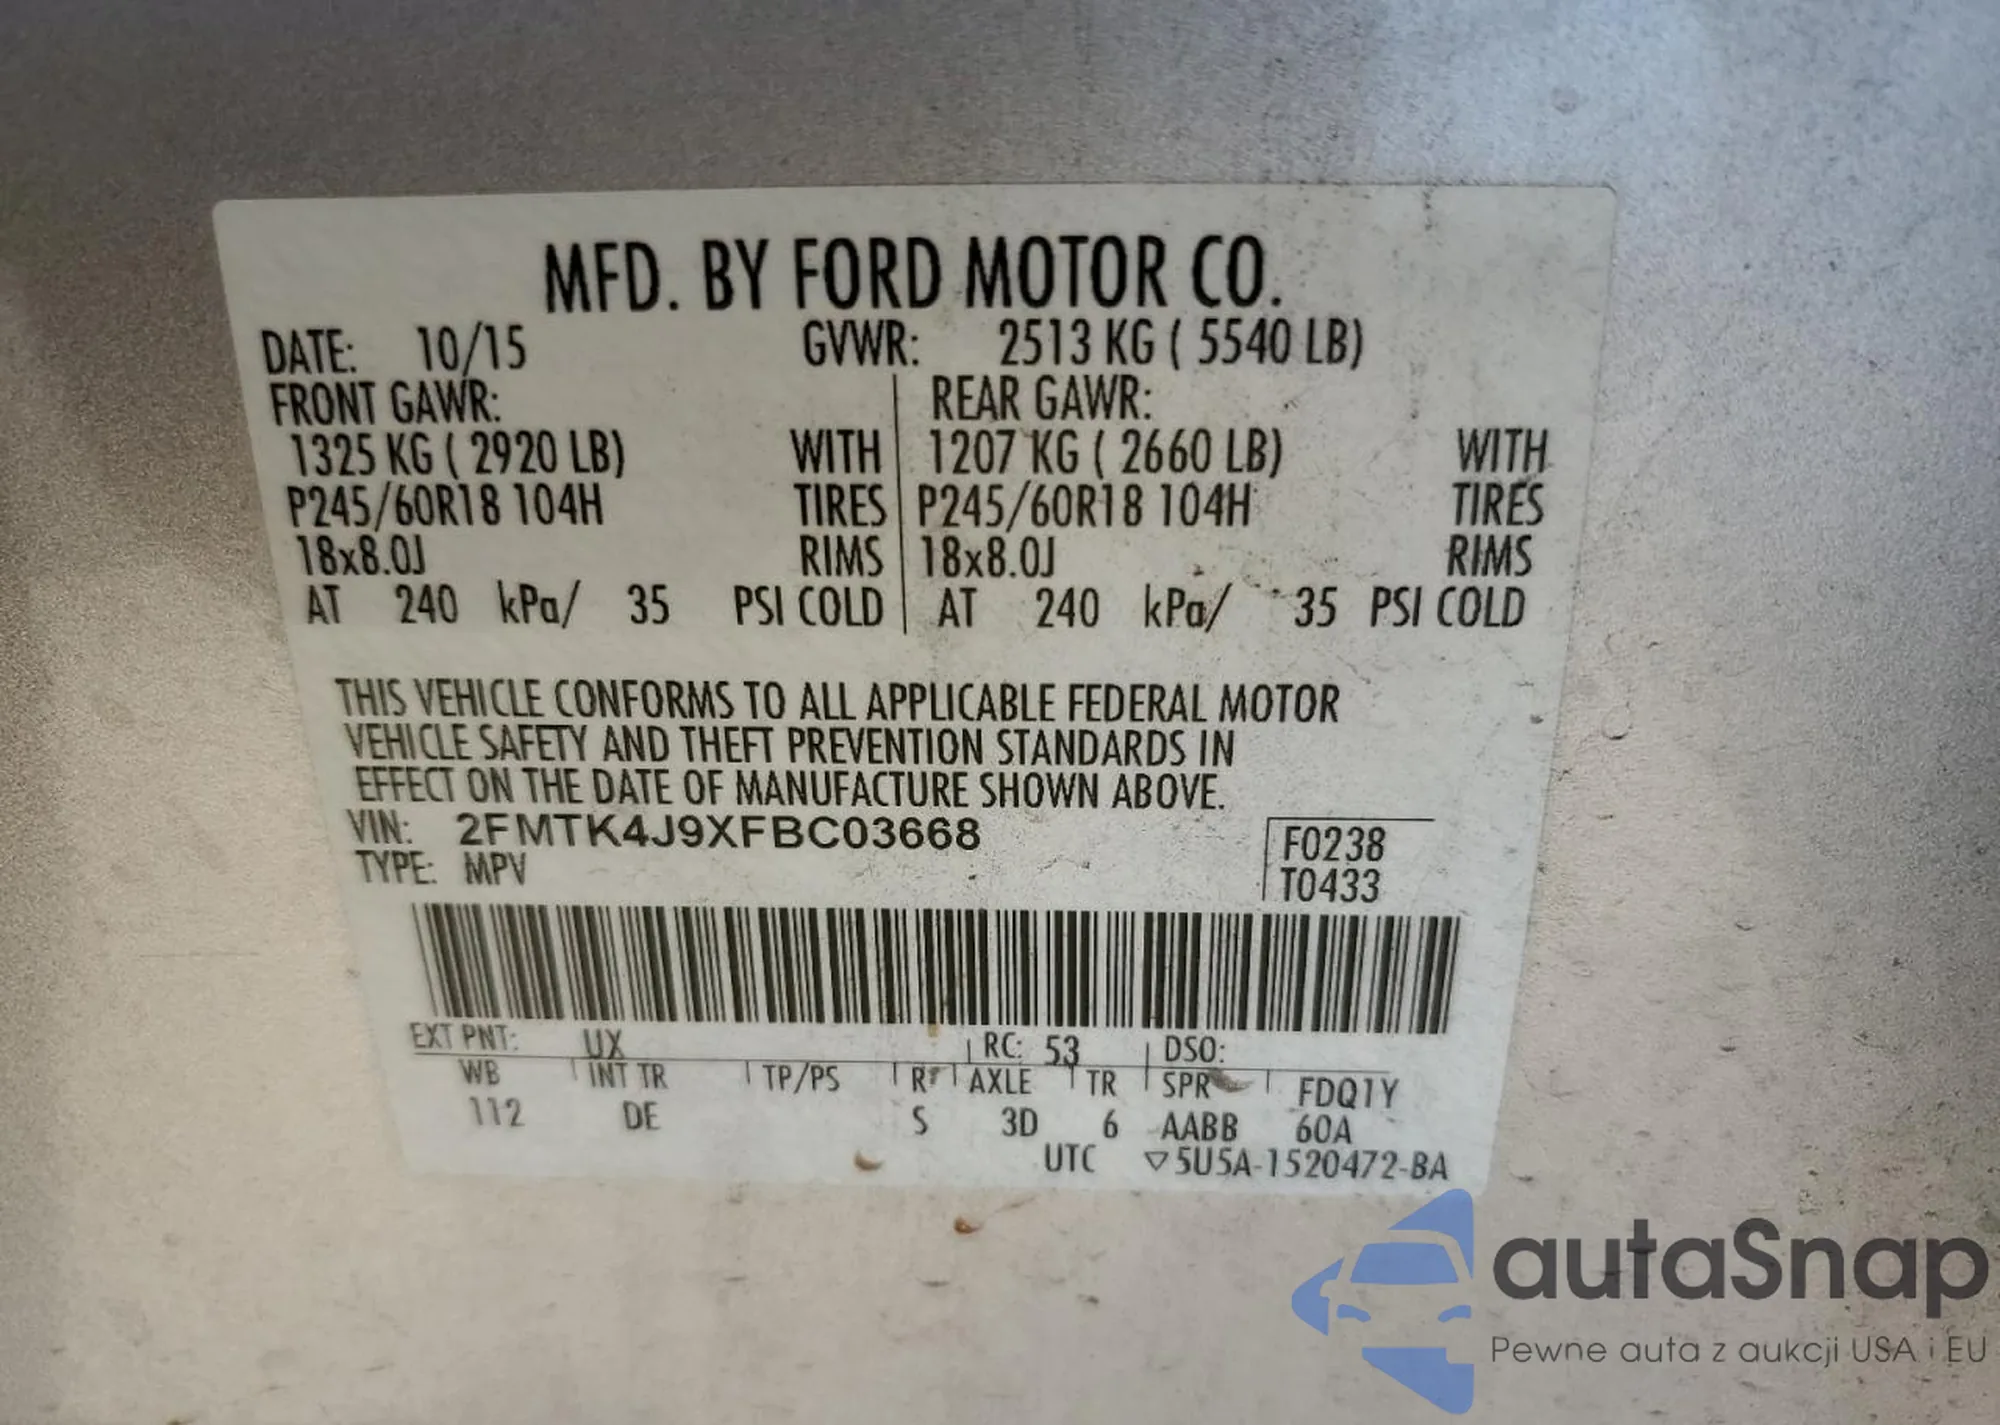 MFD. BY FORD MOTOR CO.
DATE: 10/15 GVWR: 2513 KG ( 5540 LB)
FRONT GAWR: REAR GAWR:
1325 KG ( 2920 LB) WITH 1207 KG ( 2660 LB) WITH
P245/60R18 104H TIRES P245/60R18 104H TIRES
18x8.0J RIMS 18x8.0J RIMS
AT 240 kPa/ 35 PSI COLD AT 240 kPa/ 35 PSI COLD
THIS VEHICLE CONFORMS TO ALL APPLICABLE FEDERAL MOTOR
VEHICLE SAFETY AND THEFT PREVENTION STANDARDS IN
EFFECT ON THE DATE OF MANUFACTURE SHOWN ABOVE.
VIN: 2FMTK4J9XFBC03668 F0238
TYPE: MPV T0433
EXT PNT: UX RC: 53 DSO:
WB INT TR TP/PS R AXLE TR SPR FDQ1Y
112 DE S 3D 6 AABB 60A
UTC ▽5U5A-1520472-BA
autaSnap
Pewne auta z aukcji USA i EU